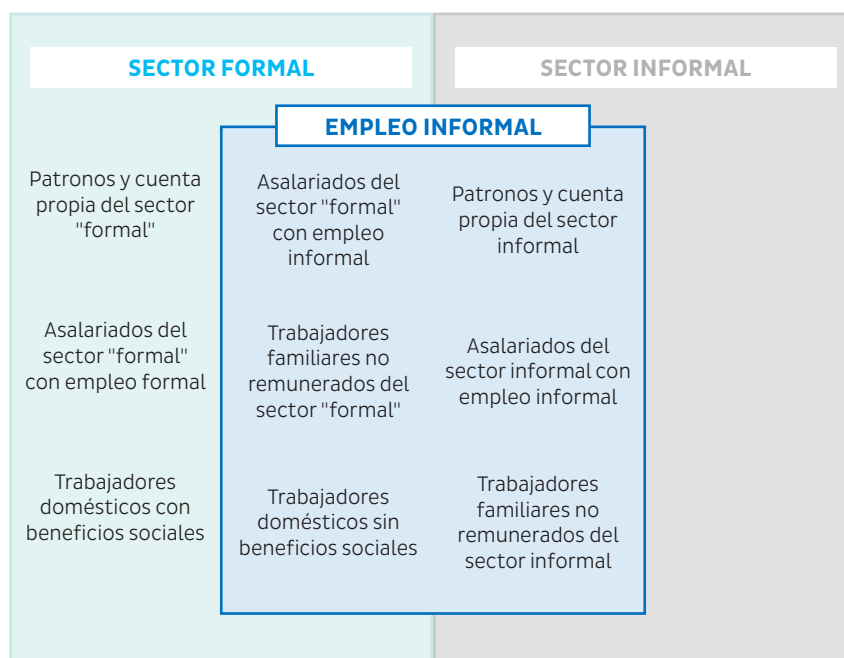 SECTOR FORMAL
SECTOR INFORMAL
EMPLEO INFORMAL
Patronos y cuenta
propia del sector
"formal"
Asalariados del
sector "formal"
con empleo
informal
Patronos y cuenta
propia del sector
informal
Asalariados del
sector "formal"
con empleo formal
Trabajadores
familiares no
remunerados del
sector "formal"
Asalariados del
sector informal con
empleo informal
Trabajadores
domésticos con
beneficios sociales
Trabajadores
domésticos sin
beneficios sociales
Trabajadores
familiares no
remunerados del
sector informal